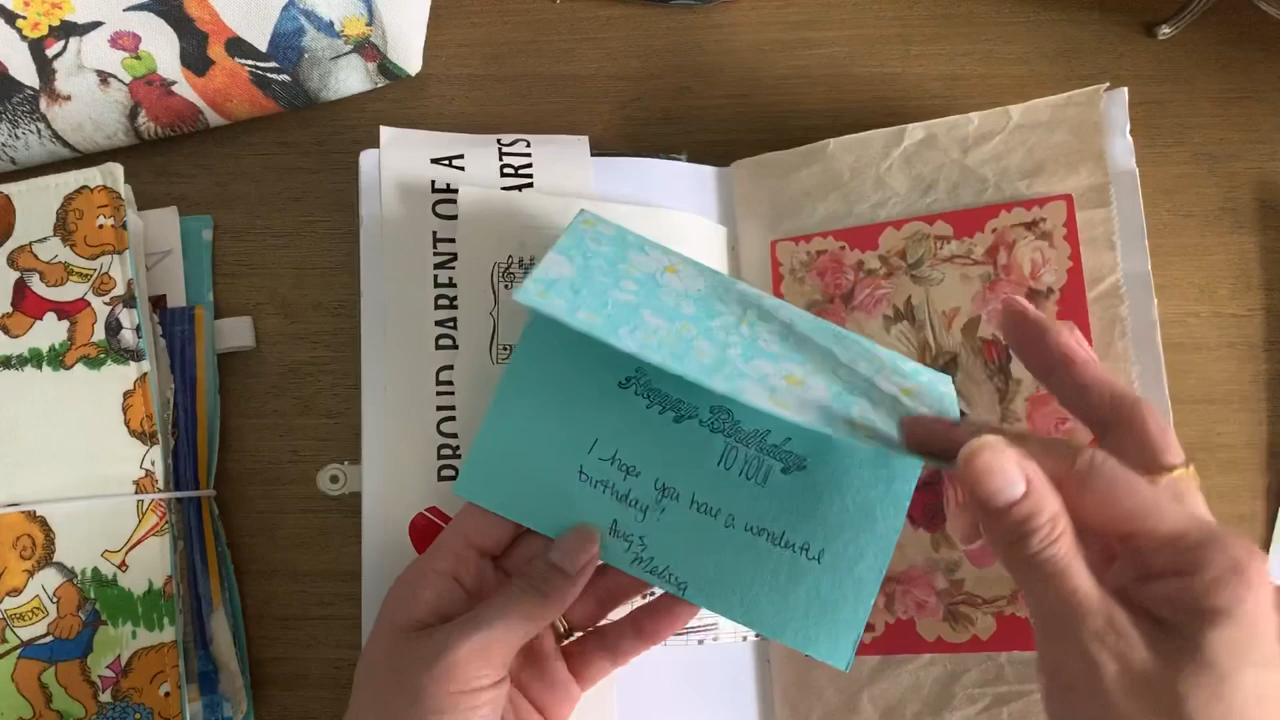 PROUD PARENT OF A
ARTS
Happy Birthday
TO YOU!
I hope you have a wonderful
birthday!
Hugs,
Melissa
FREDDY